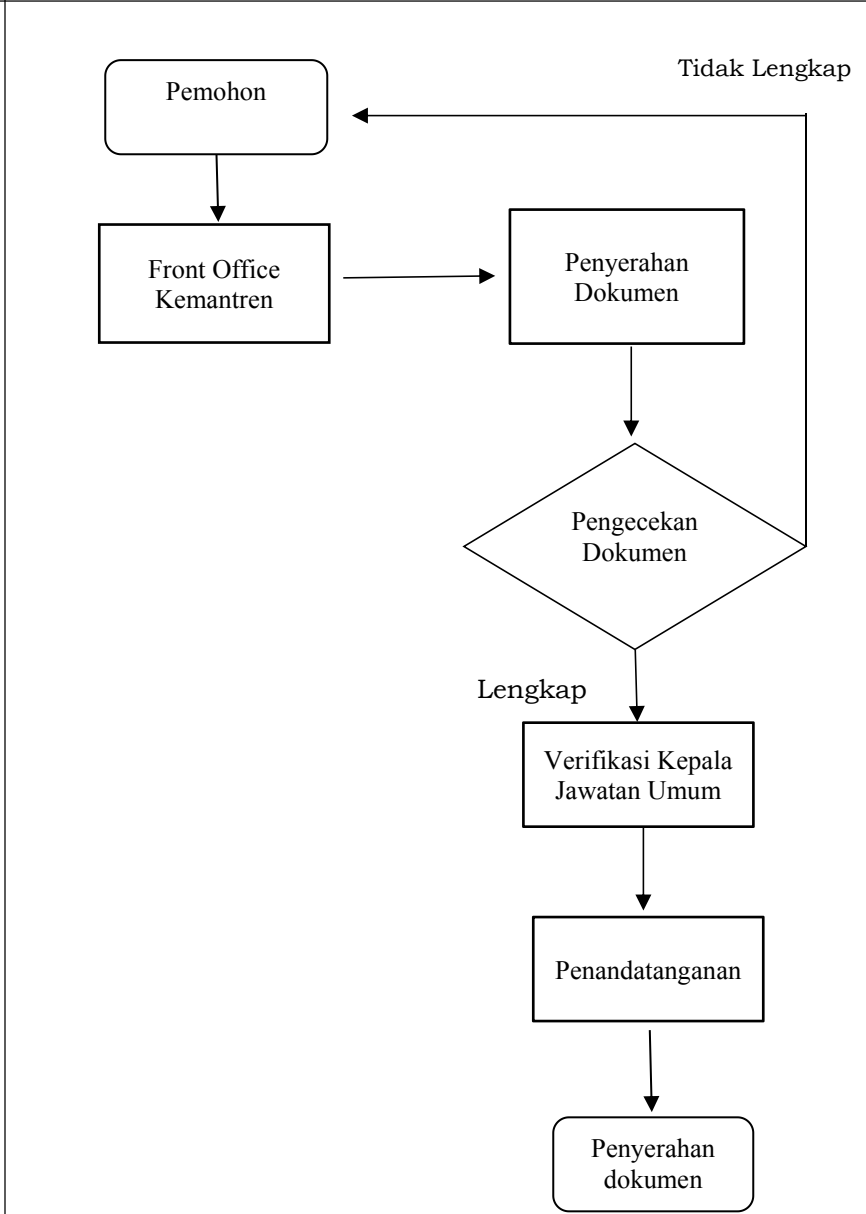 Tidak Lengkap
Pemohon
Front Office
Kemantren
Penyerahan
Dokumen
Pengecekan
Dokumen
Lengkap
Verifikasi Kepala
Jawatan Umum
Penandatanganan
Penyerahan
dokumen